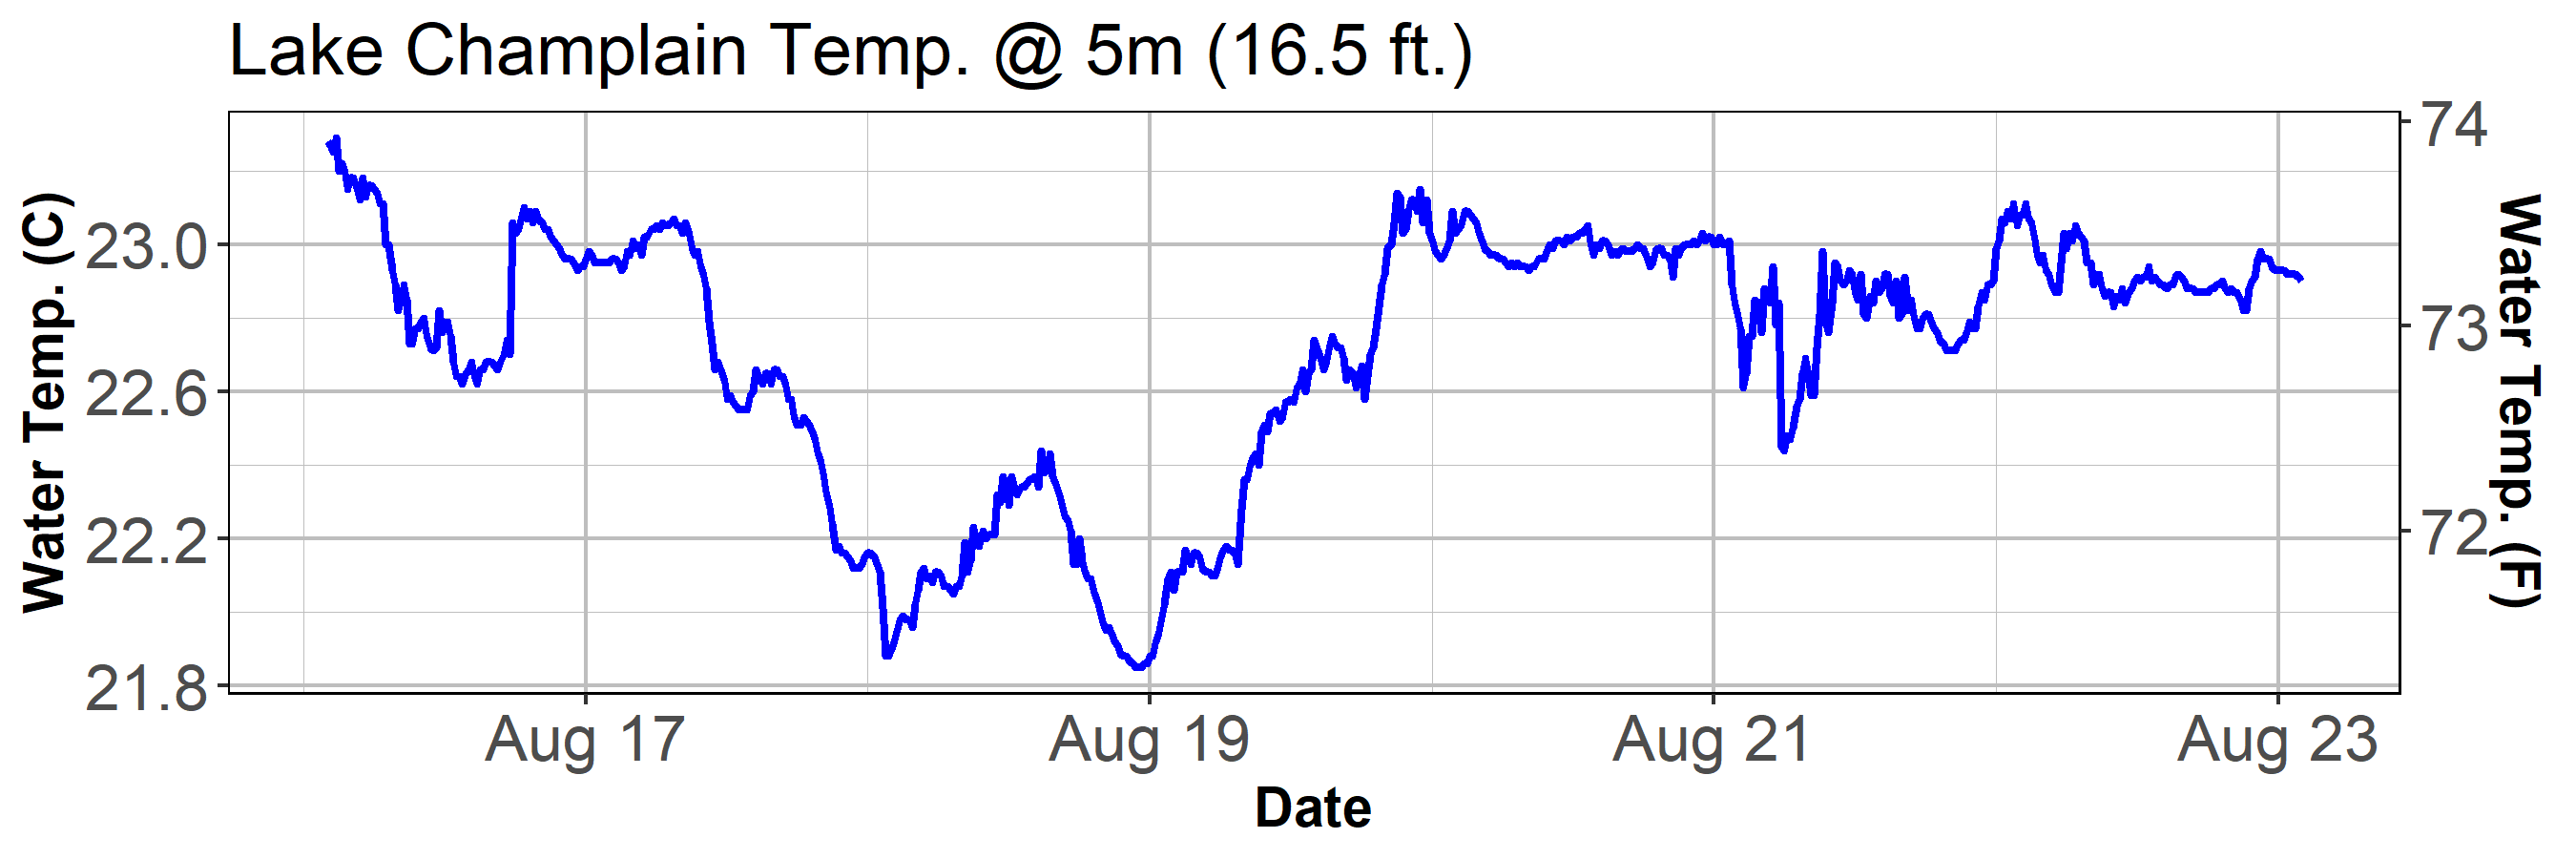 Lake Champlain Temp. @ 5m (16.5 ft.)
Water Temp. (C)
23.0
22.6
22.2
21.8
74
73
72
Water Temp. (F)
Aug 17 Aug 19 Aug 21 Aug 23
Date